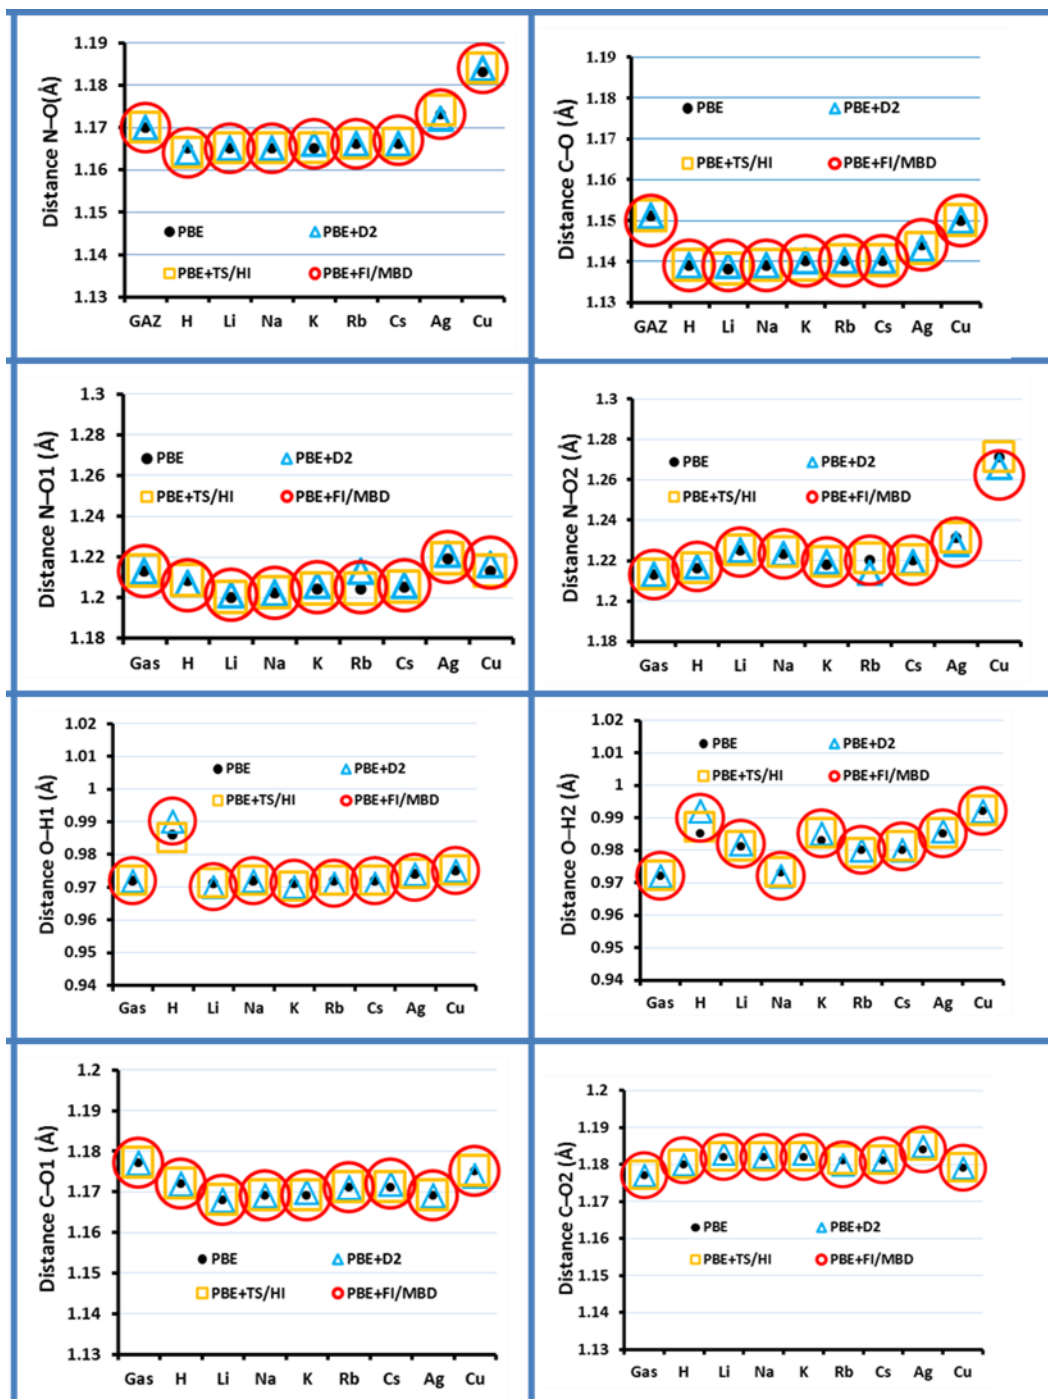 Distance N–O(Å)
1.19
1.18
1.17
1.16
1.15
1.14
1.13
PBE
PBE+D2
PBE+TS/HI
PBE+FI/MBD
GAZ H Li Na K Rb Cs Ag Cu
Distance C–O (Å)
1.19
1.18
1.17
1.16
1.15
1.14
1.13
PBE
PBE+D2
PBE+TS/HI
PBE+FI/MBD
GAZ H Li Na K Rb Cs Ag Cu
Distance N–O1 (Å)
1.3
1.28
1.26
1.24
1.22
1.2
1.18
PBE
PBE+D2
PBE+TS/HI
PBE+FI/MBD
Gas H Li Na K Rb Cs Ag Cu
Distance N–O2 (Å)
1.3
1.28
1.26
1.24
1.22
1.2
1.18
PBE
PBE+D2
PBE+TS/HI
PBE+FI/MBD
Gas H Li Na K Rb Cs Ag Cu
Distance O–H1 (Å)
1.02
1.01
1
0.99
0.98
0.97
0.96
0.95
0.94
PBE
PBE+D2
PBE+TS/HI
PBE+FI/MBD
Gas H Li Na K Rb Cs Ag Cu
Distance O–H2 (Å)
1.02
1.01
1
0.99
0.98
0.97
0.96
0.95
0.94
PBE
PBE+D2
PBE+TS/HI
PBE+FI/MBD
Gas H Li Na K Rb Cs Ag Cu
Distance C–O1 (Å)
1.2
1.19
1.18
1.17
1.16
1.15
1.14
1.13
PBE
PBE+D2
PBE+TS/HI
PBE+FI/MBD
Gas H Li Na K Rb Cs Ag Cu
Distance C–O2 (Å)
1.2
1.19
1.18
1.17
1.16
1.15
1.14
1.13
PBE
PBE+D2
PBE+TS/HI
PBE+FI/MBD
Gas H Li Na K Rb Cs Ag Cu